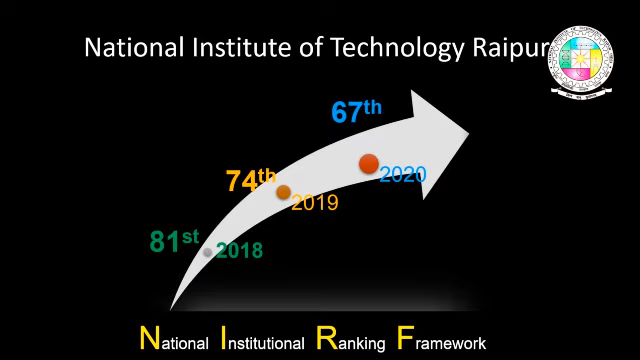 National Institute of Technology Raipur
67th
2020
74th
2019
81st
2018
National Institutional Ranking Framework